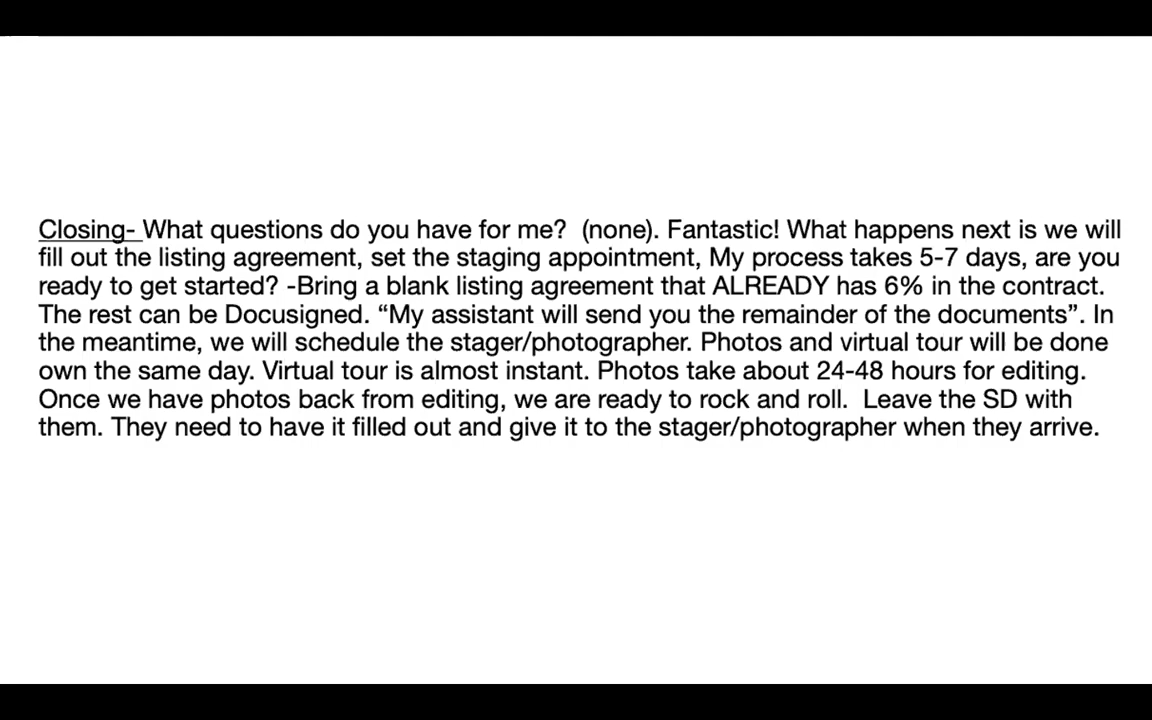 Closing- What questions do you have for me?  (none). Fantastic! What happens next is we will
fill out the listing agreement, set the staging appointment, My process takes 5-7 days, are you
ready to get started? -Bring a blank listing agreement that ALREADY has 6% in the contract.
The rest can be Docusigned. “My assistant will send you the remainder of the documents”. In
the meantime, we will schedule the stager/photographer. Photos and virtual tour will be done
own the same day. Virtual tour is almost instant. Photos take about 24-48 hours for editing.
Once we have photos back from editing, we are ready to rock and roll.  Leave the SD with
them. They need to have it filled out and give it to the stager/photographer when they arrive.